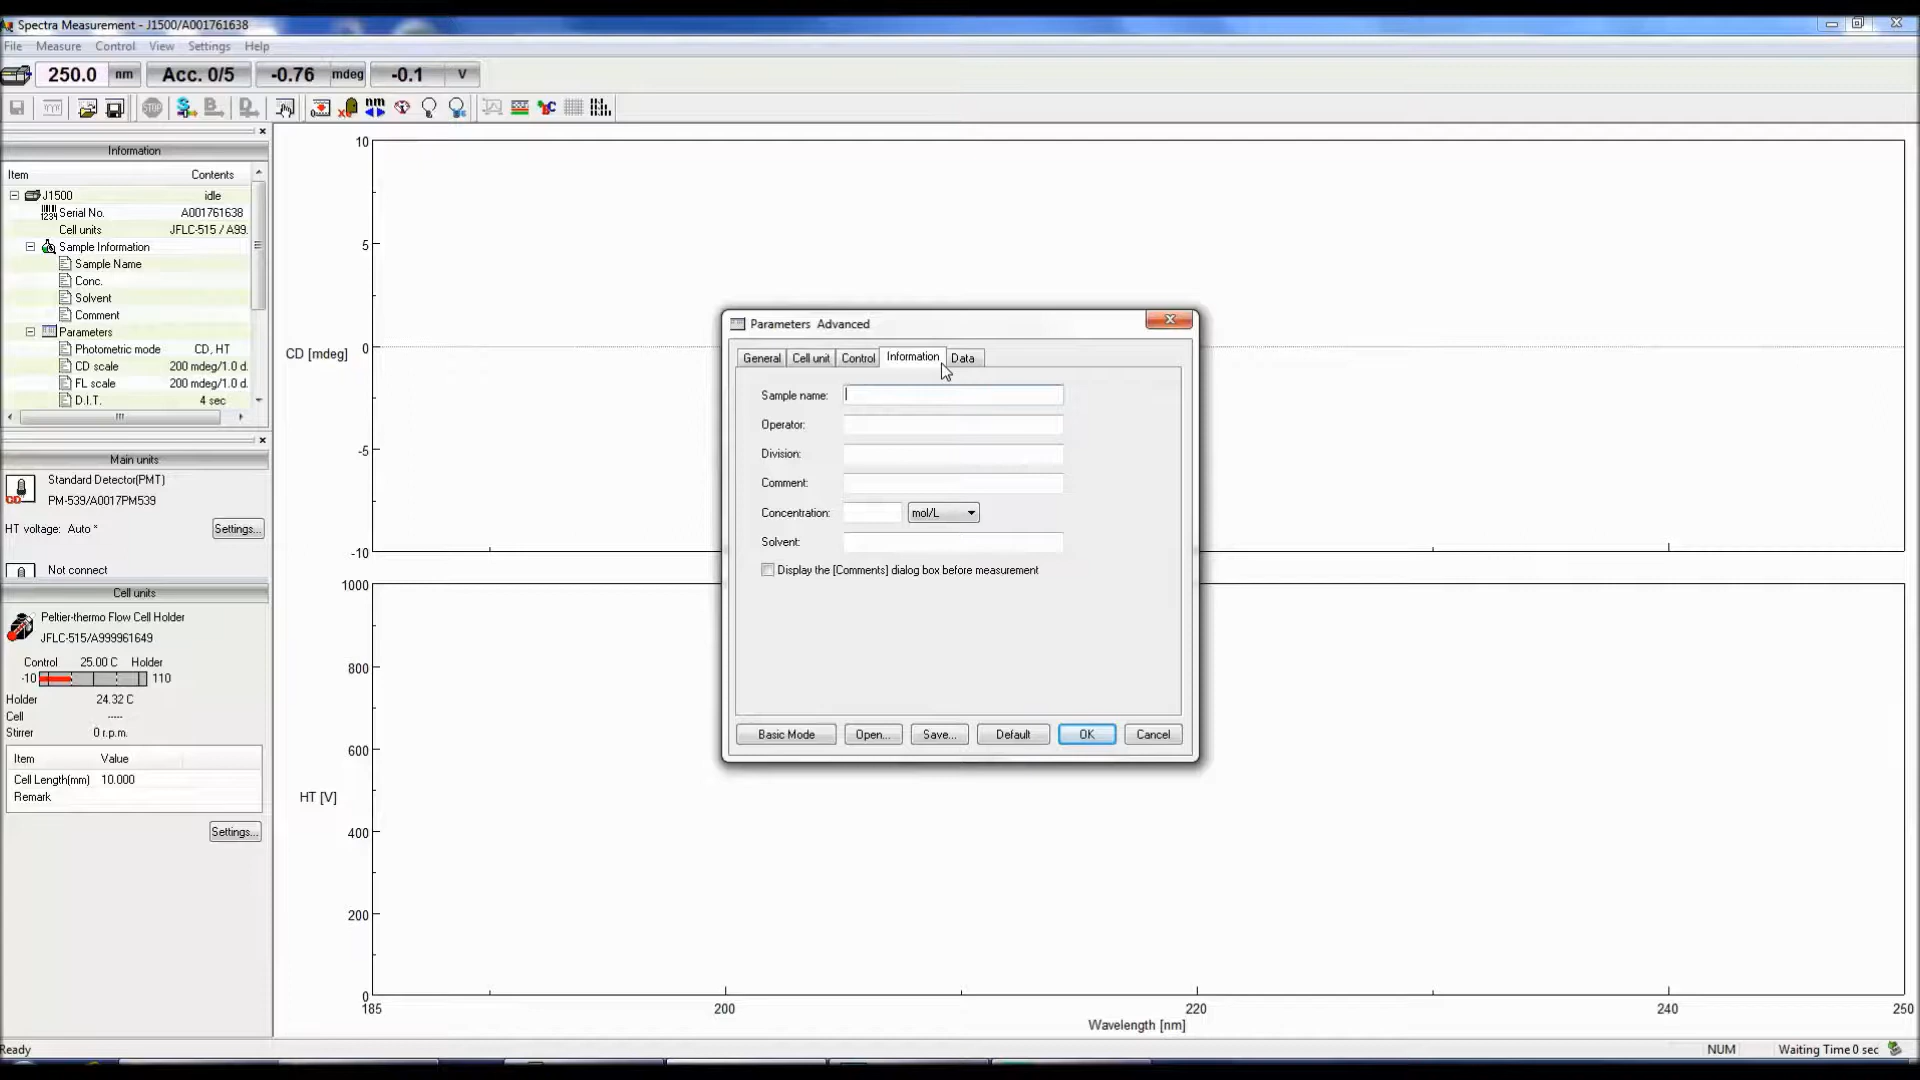 Spectra Measurement - J1500/A001761638
File Measure Control View Settings Help
250.0 nm Acc. 0/5 -0.76 mdeg -0.1 V
STOP
nm
Information
Item Contents
J1500 idle
Serial No. A001761638
Cell units JFLC-515 / A99.
Sample Information
Sample Name
Conc.
Solvent
Comment
Parameters
Photometric mode CD, HT
CD scale 200 mdeg/1.0 d.
FL scale 200 mdeg/1.0 d.
D.I.T. 4 sec
Main units
Standard Detector(PMT)
PM-539/A0017PM539
HT voltage: Auto * Settings...
Not connect
Cell units
Peltier-thermo Flow Cell Holder
JFLC-515/A999961649
Control 25.00 C Holder
-10 110
Holder 24.32 C
Cell -----
Stirrer 0 r.p.m.
Item Value
Cell Length(mm) 10.000
Remark
Settings...
10
5
CD [mdeg] 0
-5
-10
1000
800
600
HT [V]
400
200
0
185 200 220 240 250
Wavelength [nm]
Parameters Advanced
General Cell unit Control Information Data
Sample name:
Operator:
Division:
Comment:
Concentration: mol/L
Solvent:
Display the [Comments] dialog box before measurement
Basic Mode Open... Save... Default OK Cancel
Ready NUM Waiting Time 0 sec